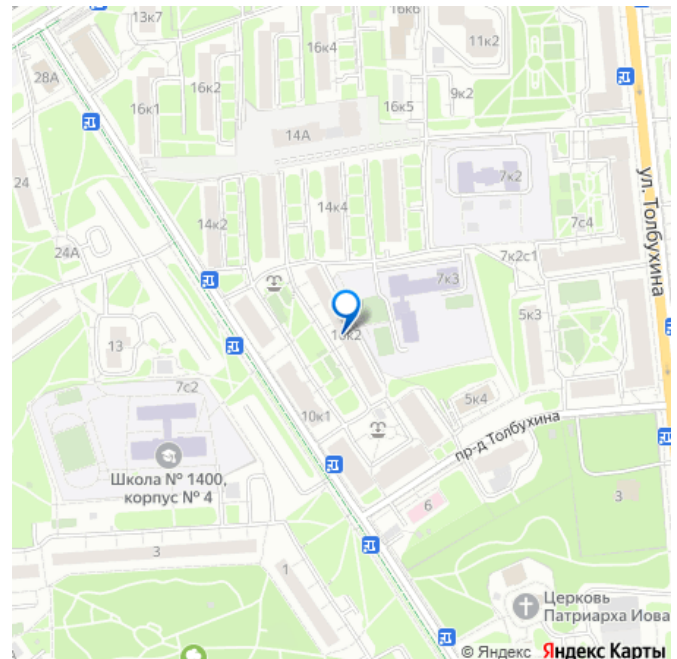 16к6
13к7
16к4
11к2
28А
16к2
9к2
16к1
16к5
14А
24
7к2
ул. Толбухина
14к2
14к4
7с4
24А
7к2с1
7к3
5к3
10к2
13
7с2
5к4
10к1
пр-д Толбухина
Школа № 1400,
корпус № 4
6
3
3
1
Церковь
Патриарха Иова
© Яндекс Яндекс Карты